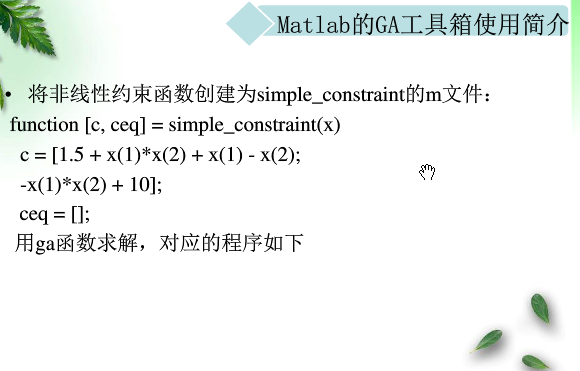 Matlab的GA工具箱使用简介
• 将非线性约束函数创建为simple_constraint的m文件：
function [c, ceq] = simple_constraint(x)
c = [1.5 + x(1)*x(2) + x(1) - x(2);
-x(1)*x(2) + 10];
ceq = [];
用ga函数求解，对应的程序如下